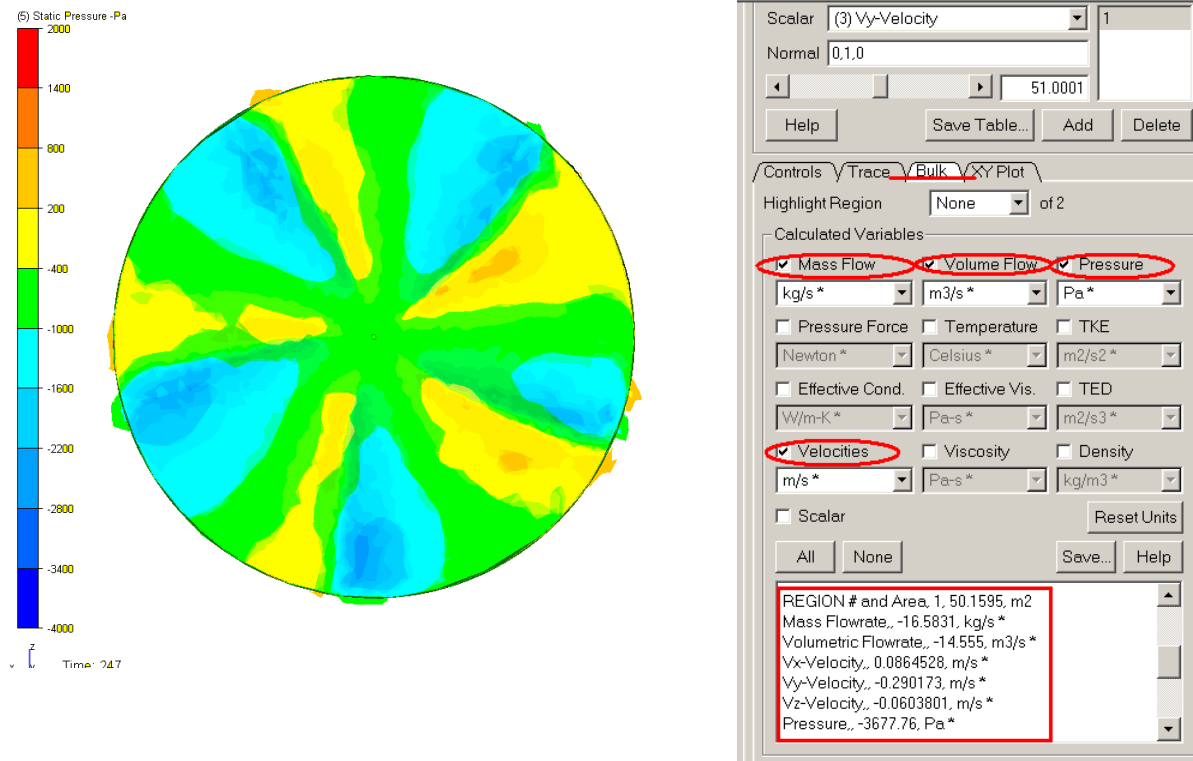 (5) Static Pressure -Pa
2000
1400
800
200
-400
-1000
-1600
-2200
-2800
-3400
-4000
z
x
Time: 247
Scalar (3) Vy-Velocity 1
Normal 0,1,0
51.0001
Help Save Table... Add Delete
Controls Trace Bulk XY Plot
Highlight Region None of 2
Calculated Variables
Mass Flow Volume Flow Pressure
kg/s * m3/s * Pa *
Pressure Force Temperature TKE
Newton * Celsius * m2/s2 *
Effective Cond. Effective Vis. TED
W/m-K * Pa-s * m2/s3 *
Velocities Viscosity Density
m/s * Pa-s * kg/m3 *
Scalar Reset Units
All None Save... Help
REGION # and Area, 1, 50.1595, m2
Mass Flowrate,, -16.5831, kg/s *
Volumetric Flowrate,, -14.555, m3/s *
Vx-Velocity,, 0.0864528, m/s *
Vy-Velocity,, -0.290173, m/s *
Vz-Velocity,, -0.0603801, m/s *
Pressure,, -3677.76, Pa *